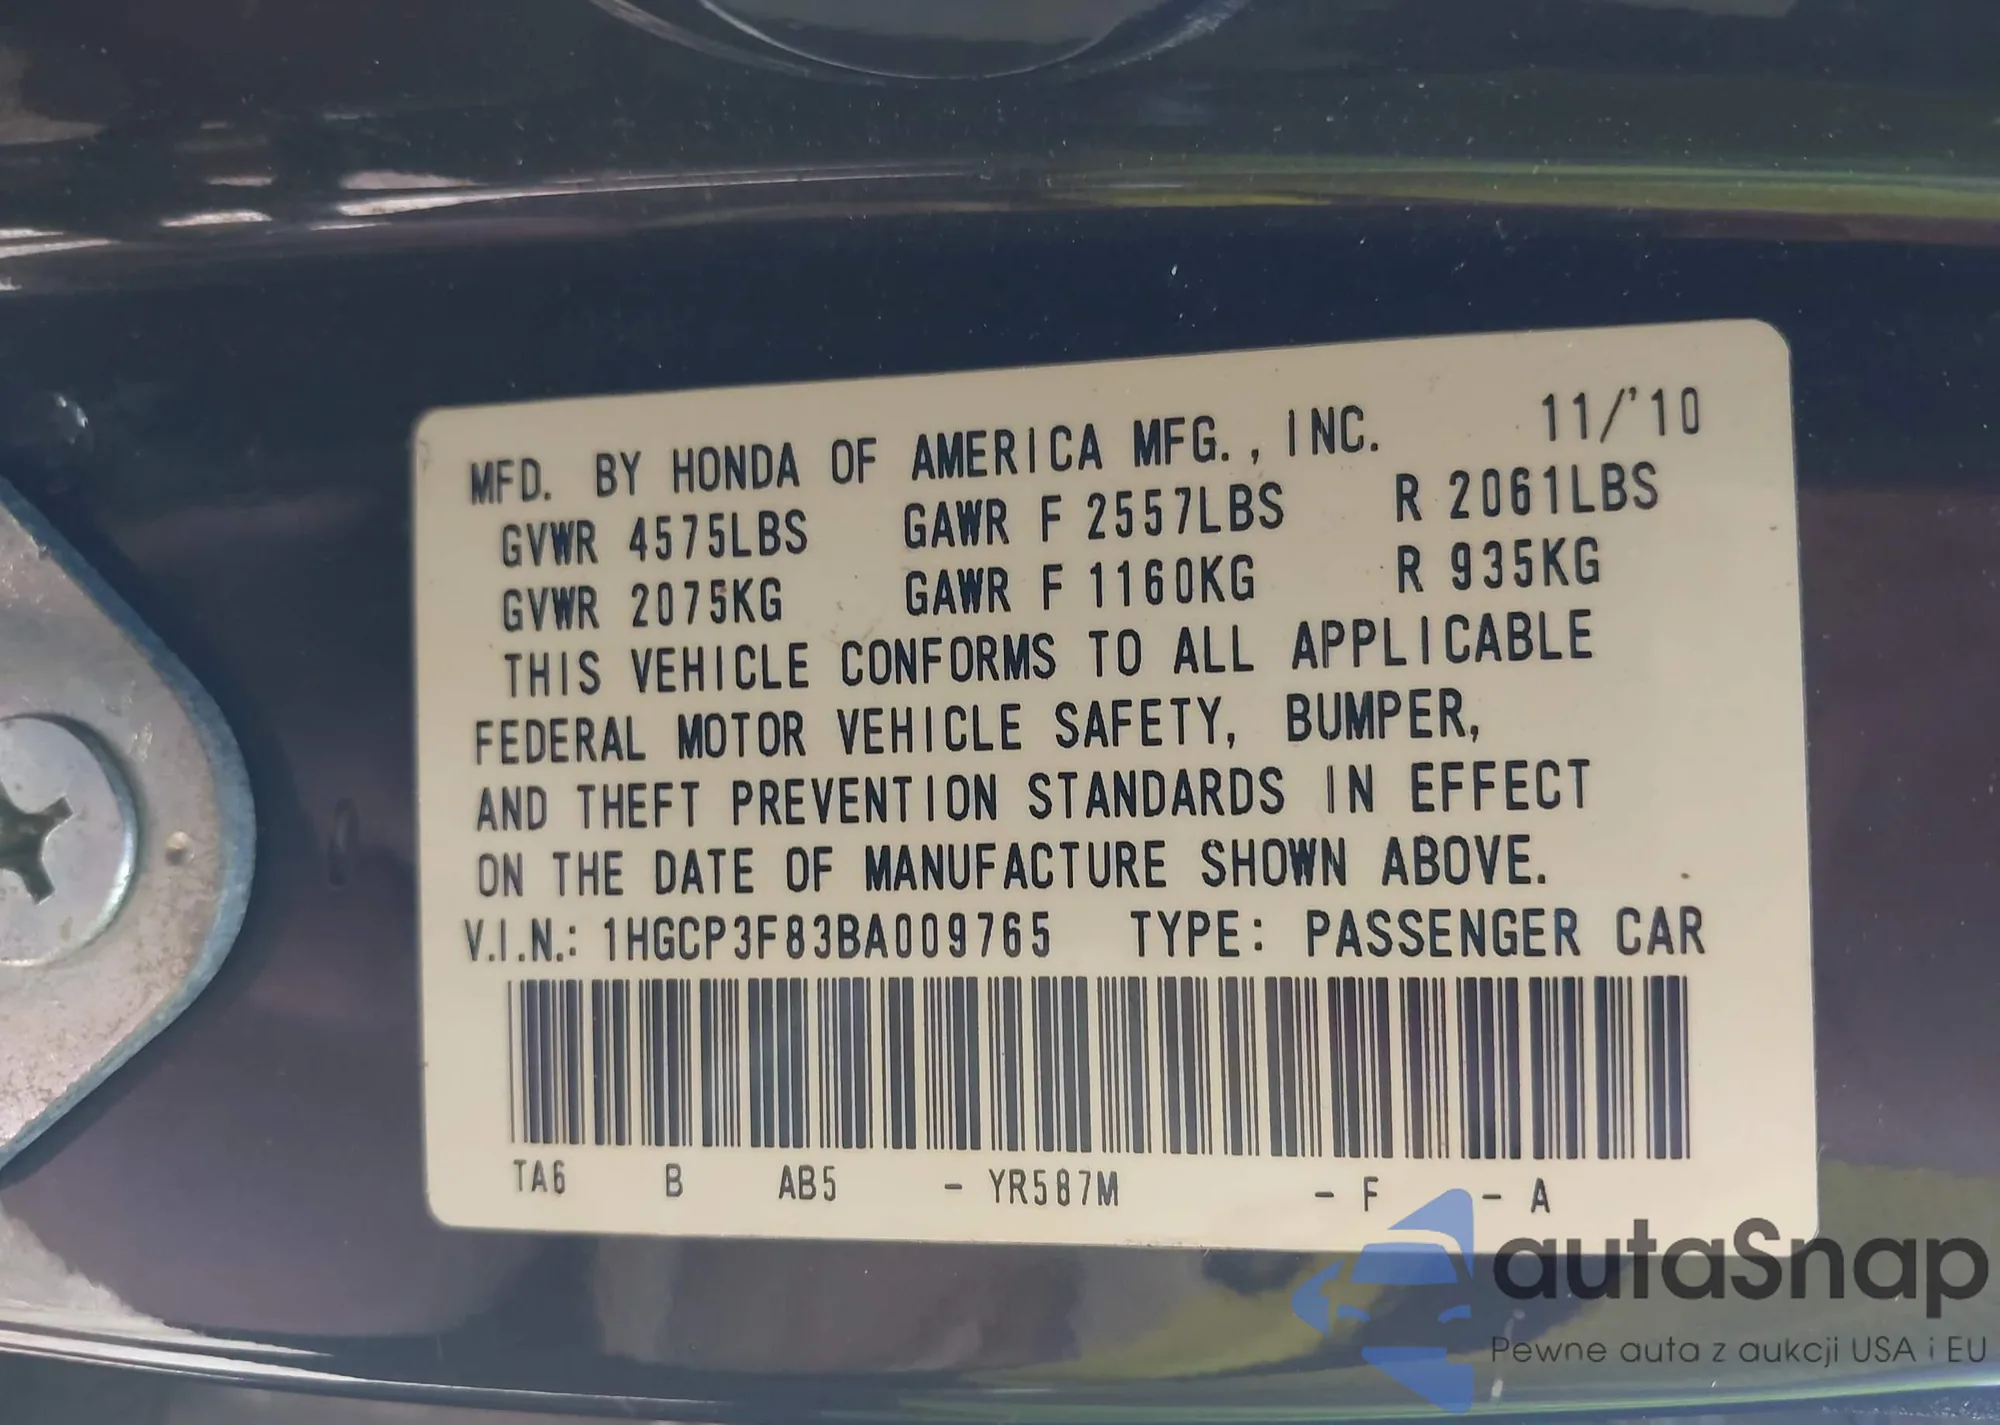 MFD. BY HONDA OF AMERICA MFG., INC. 11/'10
GVWR 4575LBS GAWR F 2557LBS R 2061LBS
GVWR 2075KG GAWR F 1160KG R 935KG
THIS VEHICLE CONFORMS TO ALL APPLICABLE
FEDERAL MOTOR VEHICLE SAFETY, BUMPER,
AND THEFT PREVENTION STANDARDS IN EFFECT
ON THE DATE OF MANUFACTURE SHOWN ABOVE.
V.I.N.: 1HGCP3F83BA009765 TYPE: PASSENGER CAR
TA6 B AB5 - YR587M - F - A
autaSnap
Pewne auta z aukcji USA i EU